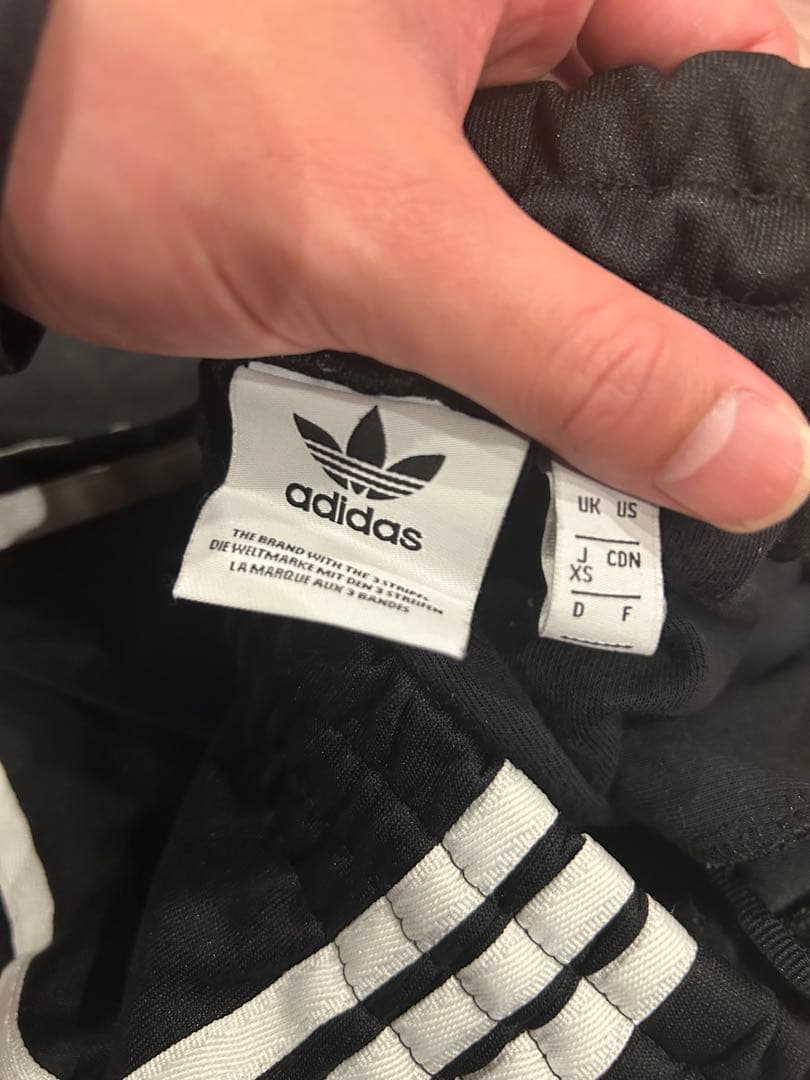 adidas
THE BRAND WITH THE 3 STRIPES
DIE WELTMARKE MIT DEN 3 STREIFEN
LA MARQUE AUX 3 BANDES
UK US
J CDN
XS
D F